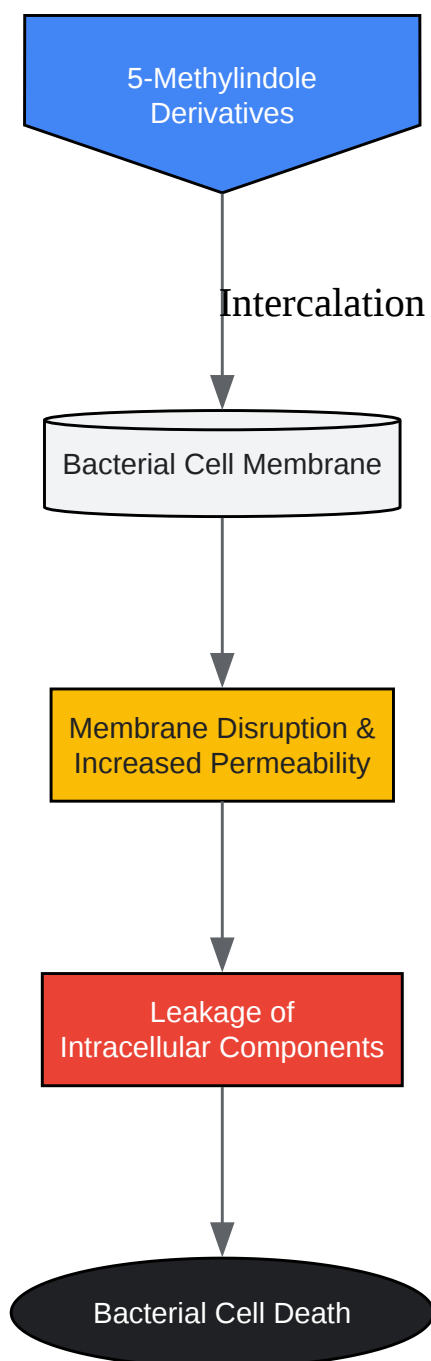 5-Methylindole
Derivatives
Intercalation
Bacterial Cell Membrane
Membrane Disruption &
Increased Permeability
Leakage of
Intracellular Components
Bacterial Cell Death